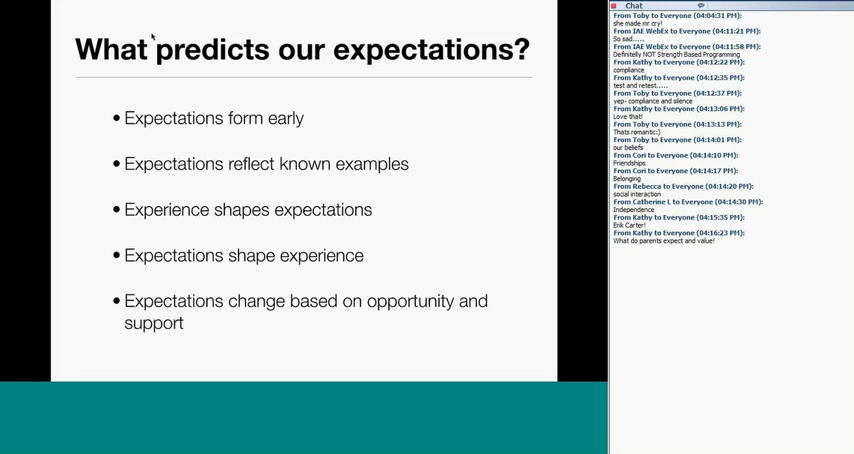 What predicts our expectations?
• Expectations form early
• Expectations reflect known examples
• Experience shapes expectations
• Expectations shape experience
• Expectations change based on opportunity and
support
Chat
From Toby to Everyone (04:04:31 PM):
she made mr cry!
From IAE WebEx to Everyone (04:11:21 PM):
So sad.....
From IAE WebEx to Everyone (04:11:58 PM):
Definitelly NOT Strength Based Programming
From Kathy to Everyone (04:12:22 PM):
compliance
From Kathy to Everyone (04:12:35 PM):
test and retest.....
From Toby to Everyone (04:12:37 PM):
yep- compliance and silence
From Kathy to Everyone (04:13:06 PM):
Love that!
From Toby to Everyone (04:13:13 PM):
Thats romantic:)
From Toby to Everyone (04:14:01 PM):
our beliefs
From Cori to Everyone (04:14:10 PM):
Friendships
From Cori to Everyone (04:14:17 PM):
Belonging
From Rebecca to Everyone (04:14:20 PM):
social interaction
From Catherine L to Everyone (04:14:30 PM):
Independence
From Kathy to Everyone (04:15:35 PM):
Erik Carter!
From Kathy to Everyone (04:16:23 PM):
What do parents expect and value!